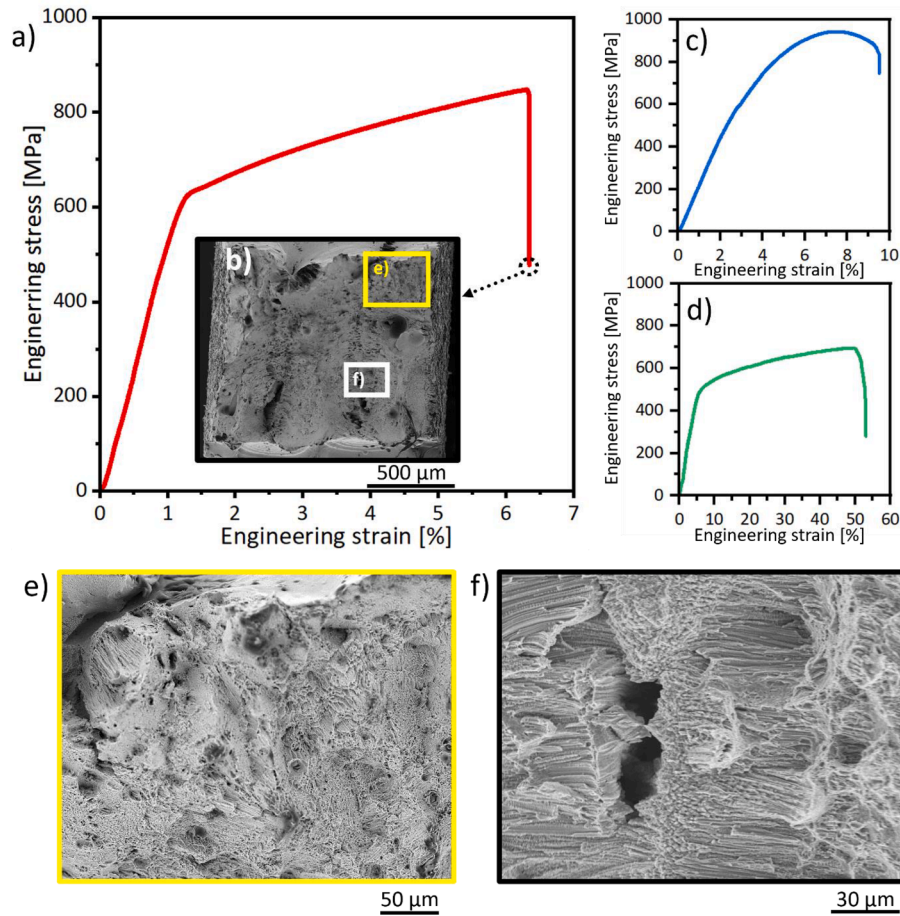 a)
1000
800
600
400
200
0
Enginerring stress [MPa]
0 1 2 3 4 5 6 7
Engineering strain [%]
b)
e)
f)
500 µm
c)
1000
800
600
400
200
0
Engineering stress [MPa]
0 2 4 6 8 10
Engineering strain [%]
d)
1000
800
600
400
200
0
Engineering stress [MPa]
0 10 20 30 40 50 60
Engineering strain [%]
e)
50 µm
f)
30 µm